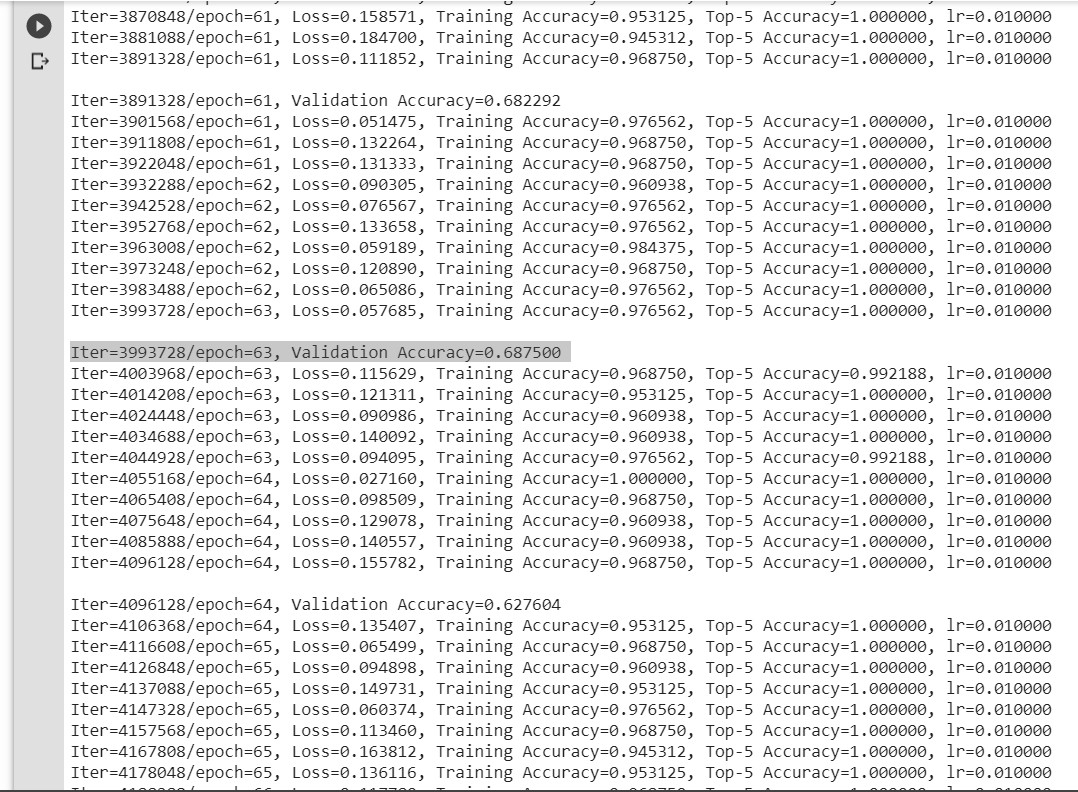 Iter=3870848/epoch=61, Loss=0.158571, Training Accuracy=0.953125, Top-5 Accuracy=1.000000, lr=0.010000
Iter=3881088/epoch=61, Loss=0.184700, Training Accuracy=0.945312, Top-5 Accuracy=1.000000, lr=0.010000
Iter=3891328/epoch=61, Loss=0.111852, Training Accuracy=0.968750, Top-5 Accuracy=1.000000, lr=0.010000
Iter=3891328/epoch=61, Validation Accuracy=0.682292
Iter=3901568/epoch=61, Loss=0.051475, Training Accuracy=0.976562, Top-5 Accuracy=1.000000, lr=0.010000
Iter=3911808/epoch=61, Loss=0.132264, Training Accuracy=0.968750, Top-5 Accuracy=1.000000, lr=0.010000
Iter=3922048/epoch=61, Loss=0.131333, Training Accuracy=0.968750, Top-5 Accuracy=1.000000, lr=0.010000
Iter=3932288/epoch=62, Loss=0.090305, Training Accuracy=0.960938, Top-5 Accuracy=1.000000, lr=0.010000
Iter=3942528/epoch=62, Loss=0.076567, Training Accuracy=0.976562, Top-5 Accuracy=1.000000, lr=0.010000
Iter=3952768/epoch=62, Loss=0.133658, Training Accuracy=0.976562, Top-5 Accuracy=1.000000, lr=0.010000
Iter=3963008/epoch=62, Loss=0.059189, Training Accuracy=0.984375, Top-5 Accuracy=1.000000, lr=0.010000
Iter=3973248/epoch=62, Loss=0.120890, Training Accuracy=0.968750, Top-5 Accuracy=1.000000, lr=0.010000
Iter=3983488/epoch=62, Loss=0.065086, Training Accuracy=0.976562, Top-5 Accuracy=1.000000, lr=0.010000
Iter=3993728/epoch=63, Loss=0.057685, Training Accuracy=0.976562, Top-5 Accuracy=1.000000, lr=0.010000
Iter=3993728/epoch=63, Validation Accuracy=0.687500
Iter=4003968/epoch=63, Loss=0.115629, Training Accuracy=0.968750, Top-5 Accuracy=0.992188, lr=0.010000
Iter=4014208/epoch=63, Loss=0.121311, Training Accuracy=0.953125, Top-5 Accuracy=1.000000, lr=0.010000
Iter=4024448/epoch=63, Loss=0.090986, Training Accuracy=0.960938, Top-5 Accuracy=1.000000, lr=0.010000
Iter=4034688/epoch=63, Loss=0.140092, Training Accuracy=0.960938, Top-5 Accuracy=1.000000, lr=0.010000
Iter=4044928/epoch=63, Loss=0.094095, Training Accuracy=0.976562, Top-5 Accuracy=0.992188, lr=0.010000
Iter=4055168/epoch=64, Loss=0.027160, Training Accuracy=1.000000, Top-5 Accuracy=1.000000, lr=0.010000
Iter=4065408/epoch=64, Loss=0.098509, Training Accuracy=0.968750, Top-5 Accuracy=1.000000, lr=0.010000
Iter=4075648/epoch=64, Loss=0.129078, Training Accuracy=0.960938, Top-5 Accuracy=1.000000, lr=0.010000
Iter=4085888/epoch=64, Loss=0.140557, Training Accuracy=0.960938, Top-5 Accuracy=1.000000, lr=0.010000
Iter=4096128/epoch=64, Loss=0.155782, Training Accuracy=0.968750, Top-5 Accuracy=1.000000, lr=0.010000
Iter=4096128/epoch=64, Validation Accuracy=0.627604
Iter=4106368/epoch=64, Loss=0.135407, Training Accuracy=0.953125, Top-5 Accuracy=1.000000, lr=0.010000
Iter=4116608/epoch=65, Loss=0.065499, Training Accuracy=0.968750, Top-5 Accuracy=1.000000, lr=0.010000
Iter=4126848/epoch=65, Loss=0.094898, Training Accuracy=0.960938, Top-5 Accuracy=1.000000, lr=0.010000
Iter=4137088/epoch=65, Loss=0.149731, Training Accuracy=0.953125, Top-5 Accuracy=1.000000, lr=0.010000
Iter=4147328/epoch=65, Loss=0.060374, Training Accuracy=0.976562, Top-5 Accuracy=1.000000, lr=0.010000
Iter=4157568/epoch=65, Loss=0.113460, Training Accuracy=0.968750, Top-5 Accuracy=1.000000, lr=0.010000
Iter=4167808/epoch=65, Loss=0.163812, Training Accuracy=0.945312, Top-5 Accuracy=1.000000, lr=0.010000
Iter=4178048/epoch=65, Loss=0.136116, Training Accuracy=0.953125, Top-5 Accuracy=1.000000, lr=0.010000